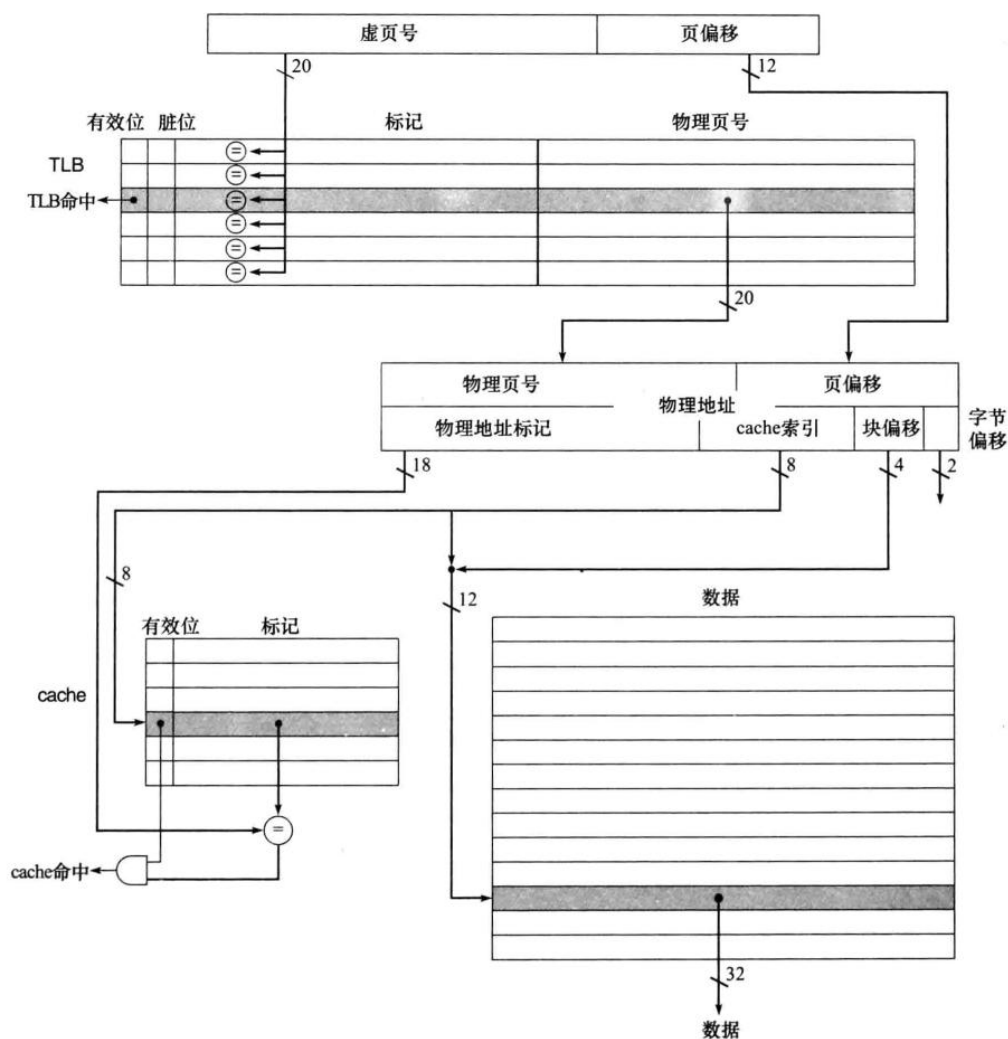 虚页号 页偏移
20 12
有效位 脏位 标记 物理页号
TLB
=
=
TLB命中 =
=
=
=
20
物理页号 页偏移
物理地址
物理地址标记 cache索引 块偏移 字节偏移
18 8 4 2
8 12
数据
有效位 标记
cache
=
cache命中
32
数据